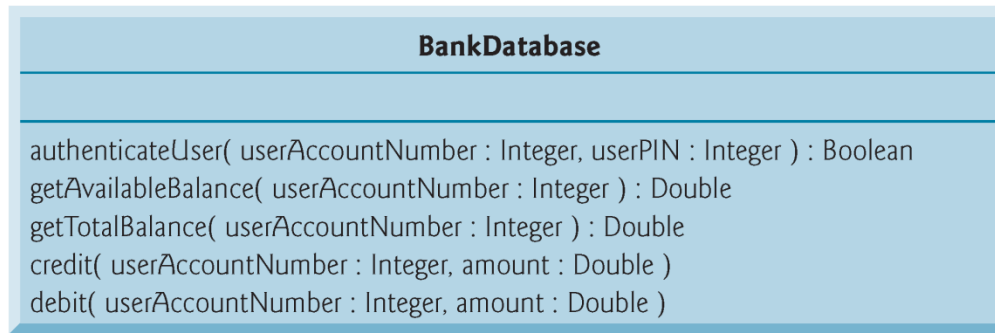 BankDatabase
authenticateUser( userAccountNumber : Integer, userPIN : Integer ) : Boolean
getAvailableBalance( userAccountNumber : Integer ) : Double
getTotalBalance( userAccountNumber : Integer ) : Double
credit( userAccountNumber : Integer, amount : Double )
debit( userAccountNumber : Integer, amount : Double )